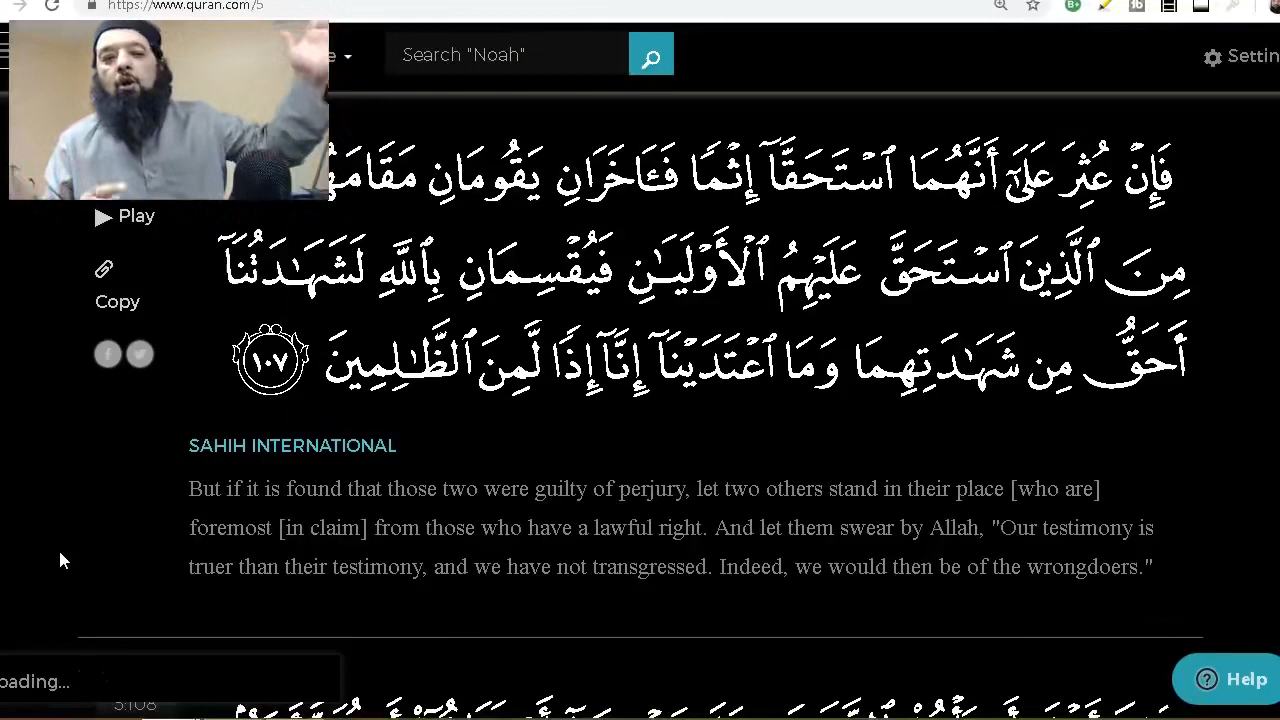 https://www.quran.com/5
Search "Noah"
▶ Play
Copy
فَإِنْ عُثِرَ عَلَىٰٓ أَنَّهُمَا ٱسْتَحَقَّآ إِثْمًا فَـَٔاخَرَانِ يَقُومَانِ
مِنَ ٱلَّذِينَ ٱسْتَحَقَّ عَلَيْهِمُ ٱلْأَوْلَيَـٰنِ فَيُقْسِمَانِ بِٱللَّهِ لَشَهَـٰدَتُنَآ
أَحَقُّ مِن شَهَـٰدَتِهِمَا وَمَا ٱعْتَدَيْنَآ إِنَّآ إِذًا لَّمِنَ ٱلظَّـٰلِمِينَ ١٠٧
SAHIH INTERNATIONAL
But if it is found that those two were guilty of perjury, let two others stand in their place [who are]
foremost [in claim] from those who have a lawful right. And let them swear by Allah, "Our testimony is
truer than their testimony, and we have not transgressed. Indeed, we would then be of the wrongdoers."
Help
5:108